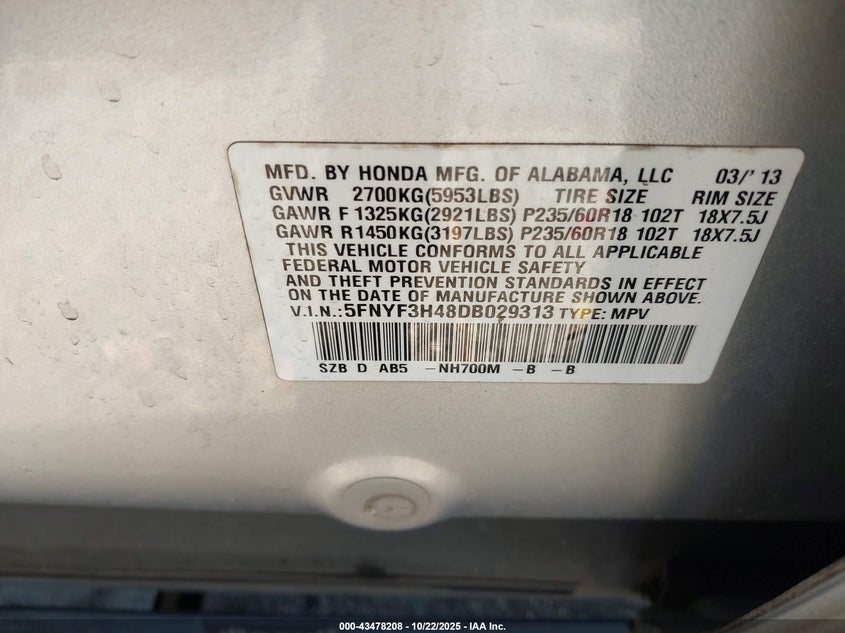 MFD. BY HONDA MFG. OF ALABAMA, LLC 03/' 13
GVWR 2700KG(5953LBS) TIRE SIZE RIM SIZE
GAWR F 1325KG(2921LBS) P235/60R18 102T 18X7.5J
GAWR R1450KG(3197LBS) P235/60R18 102T 18X7.5J
THIS VEHICLE CONFORMS TO ALL APPLICABLE
FEDERAL MOTOR VEHICLE SAFETY
AND THEFT PREVENTION STANDARDS IN EFFECT
ON THE DATE OF MANUFACTURE SHOWN ABOVE.
V.I.N.:5FNYF3H48DB029313 TYPE: MPV
SZB D AB5 -NH700M -B -B
000-43478208 - 10/22/2025 - IAA Inc.